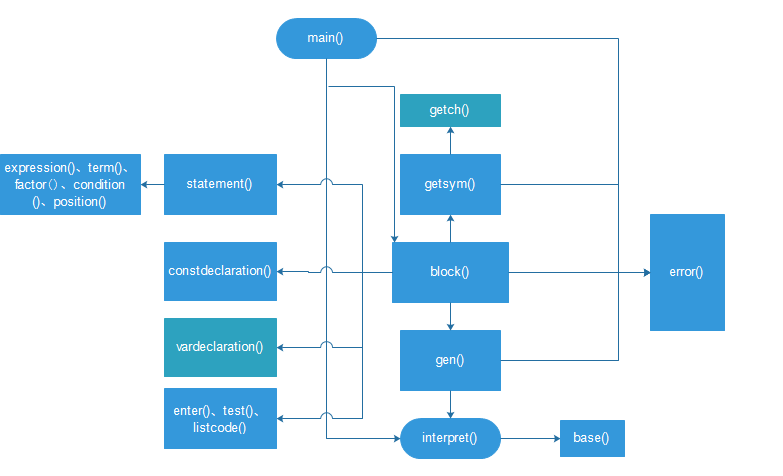 main()
getch()
expression()、term()、
factor()、condition
()、position()
statement()
getsym()
constdeclaration()
block()
error()
vardeclaration()
gen()
enter()、test()、
listcode()
interpret()
base()